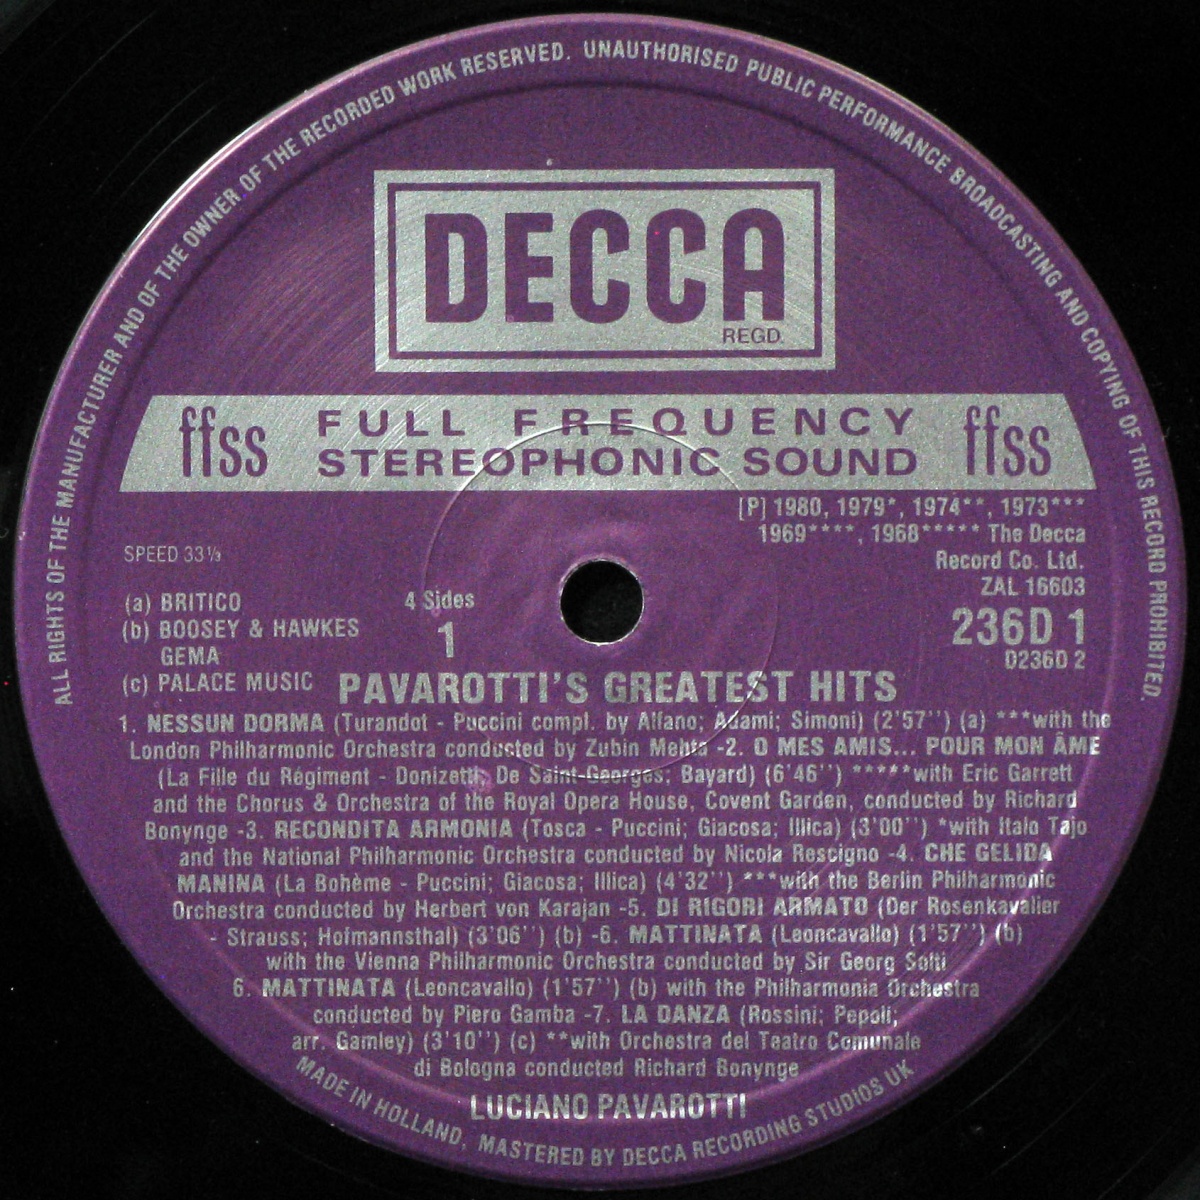 ALL RIGHTS OF THE MANUFACTURER AND OF THE OWNER OF THE RECORDED WORK RESERVED. UNAUTHORISED PUBLIC PERFORMANCE BROADCASTING AND COPYING OF THIS RECORD PROHIBITED.
DECCA
REGD.
ffss FULL FREQUENCY ffss
STEREOPHONIC SOUND
[P] 1980, 1979*, 1974**, 1973***
1969****, 1968***** The Decca
Record Co. Ltd.
SPEED 33⅓
ZAL 16603
(a) BRITICO
4 Sides
(b) BOOSEY & HAWKES
1
236D 1
GEMA
D236D 2
(c) PALACE MUSIC
PAVAROTTI'S GREATEST HITS
1. NESSUN DORMA (Turandot - Puccini compl. by Alfano; Adami; Simoni) (2'57'') (a) ***with the
London Philharmonic Orchestra conducted by Zubin Mehta -2. O MES AMIS... POUR MON ÂME
(La Fille du Régiment - Donizetti; De Saint-Georges; Bayard) (6'46'') *****with Eric Garrett
and the Chorus & Orchestra of the Royal Opera House, Covent Garden, conducted by Richard
Bonynge -3. RECONDITA ARMONIA (Tosca - Puccini; Giacosa; Illica) (3'00'') *with Italo Tajo
and the National Philharmonic Orchestra conducted by Nicola Rescigno -4. CHE GELIDA
MANINA (La Bohème - Puccini; Giacosa; Illica) (4'32'') ***with the Berlin Philharmonic
Orchestra conducted by Herbert von Karajan -5. DI RIGORI ARMATO (Der Rosenkavalier
- Strauss; Hofmannsthal) (3'06'') (b) -6. MATTINATA (Leoncavallo) (1'57'') (b)
with the Vienna Philharmonic Orchestra conducted by Sir Georg Solti
6. MATTINATA (Leoncavallo) (1'57'') (b) with the Philharmonia Orchestra
conducted by Piero Gamba -7. LA DANZA (Rossini; Pepoli;
arr. Gamley) (3'10'') (c) **with Orchestra del Teatro Comunale
di Bologna conducted Richard Bonynge
LUCIANO PAVAROTTI
MADE IN HOLLAND. MASTERED BY DECCA RECORDING STUDIOS UK